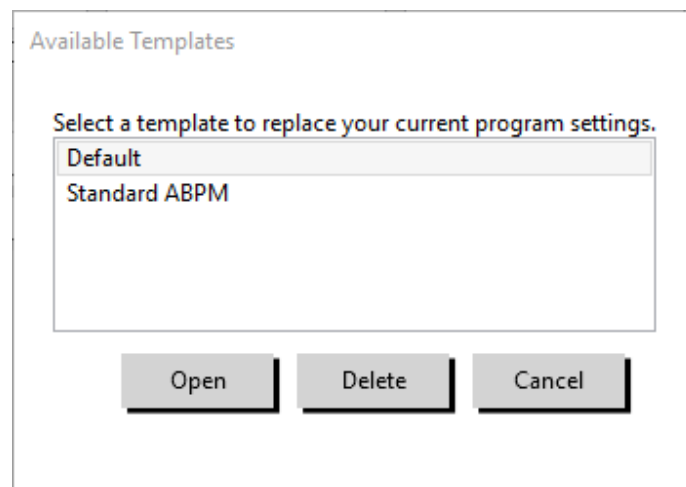 Available Templates
Select a template to replace your current program settings.
Default
Standard ABPM
Open Delete Cancel